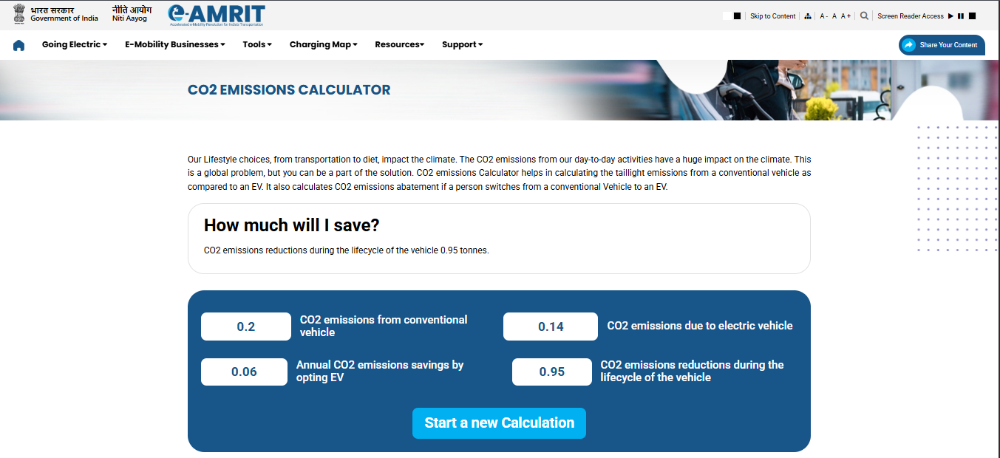 भारत सरकार
Government of India
नीति आयोग
Niti Aayog
e-AMRIT
Accelerated e-Mobility Revolution for India's Transportation
Skip to Content
A - A A +
Screen Reader Access
Going Electric
E-Mobility Businesses
Tools
Charging Map
Resources
Support
Share Your Content
CO2 EMISSIONS CALCULATOR
Our Lifestyle choices, from transportation to diet, impact the climate. The CO2 emissions from our day-to-day activities have a huge impact on the climate. This
is a global problem, but you can be a part of the solution. CO2 emissions Calculator helps in calculating the taillight emissions from a conventional vehicle as
compared to an EV. It also calculates CO2 emissions abatement if a person switches from a conventional Vehicle to an EV.
How much will I save?
CO2 emissions reductions during the lifecycle of the vehicle 0.95 tonnes.
0.2
CO2 emissions from conventional
vehicle
0.14
CO2 emissions due to electric vehicle
0.06
Annual CO2 emissions savings by
opting EV
0.95
CO2 emissions reductions during the
lifecycle of the vehicle
Start a new Calculation